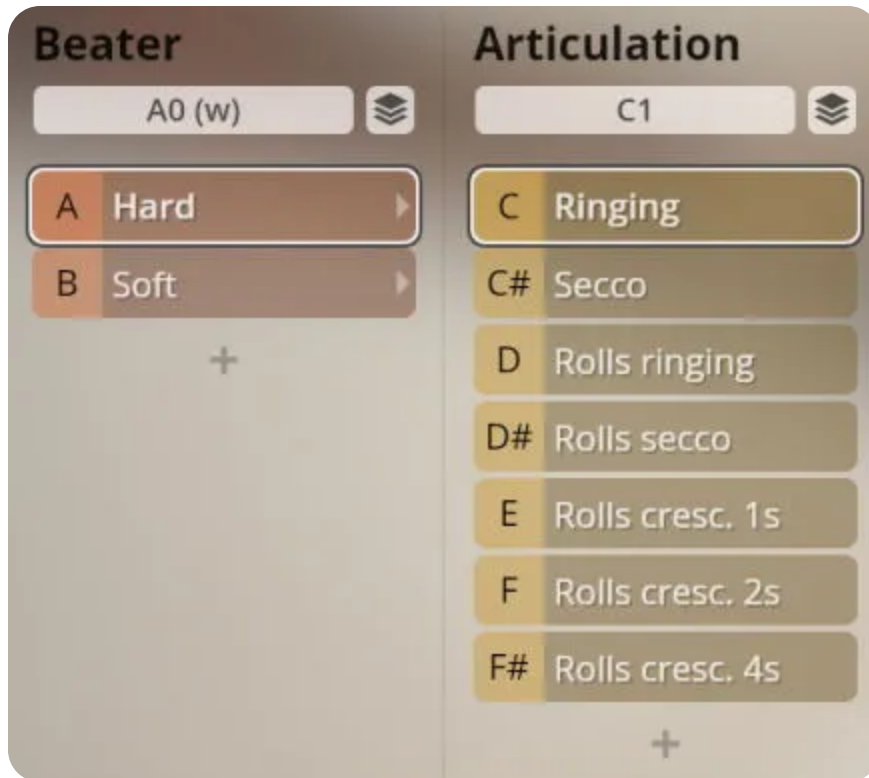 Beater
A0 (w)
A Hard
B Soft
+
Articulation
C1
C Ringing
C# Secco
D Rolls ringing
D# Rolls secco
E Rolls cresc. 1s
F Rolls cresc. 2s
F# Rolls cresc. 4s
+